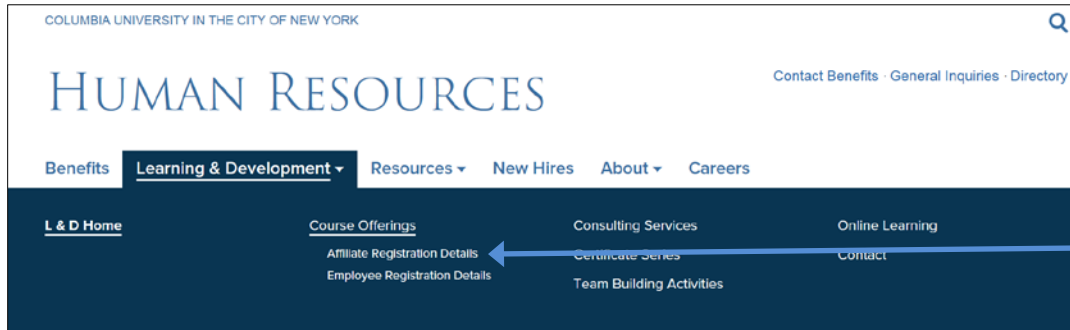 COLUMBIA UNIVERSITY IN THE CITY OF NEW YORK
HUMAN RESOURCES
Contact Benefits · General Inquiries · Directory
Benefits Learning & Development Resources New Hires About Careers
L & D Home Course Offerings Consulting Services Online Learning
Affiliate Registration Details Certificate Series Contact
Employee Registration Details Team Building Activities